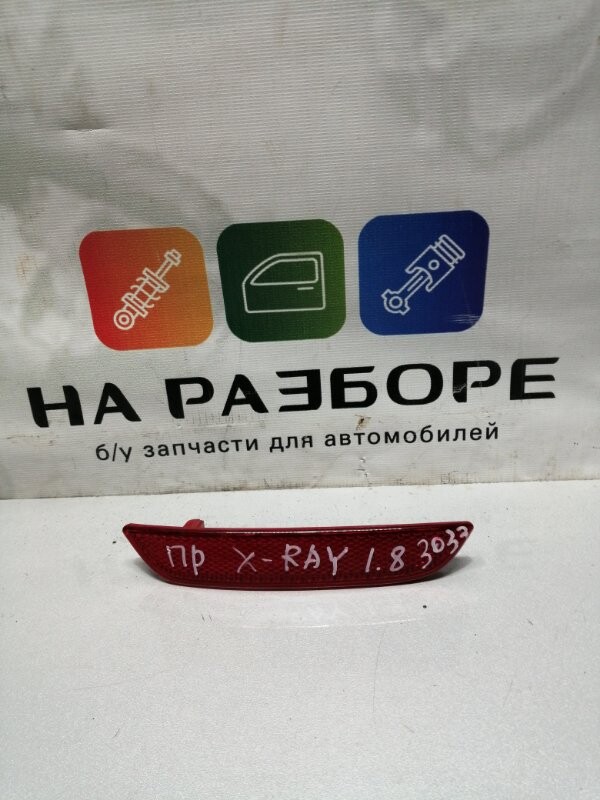 НА РАЗБОРЕ
б/у запчасти для автомобилей
пр X-RAY 1.8 3037